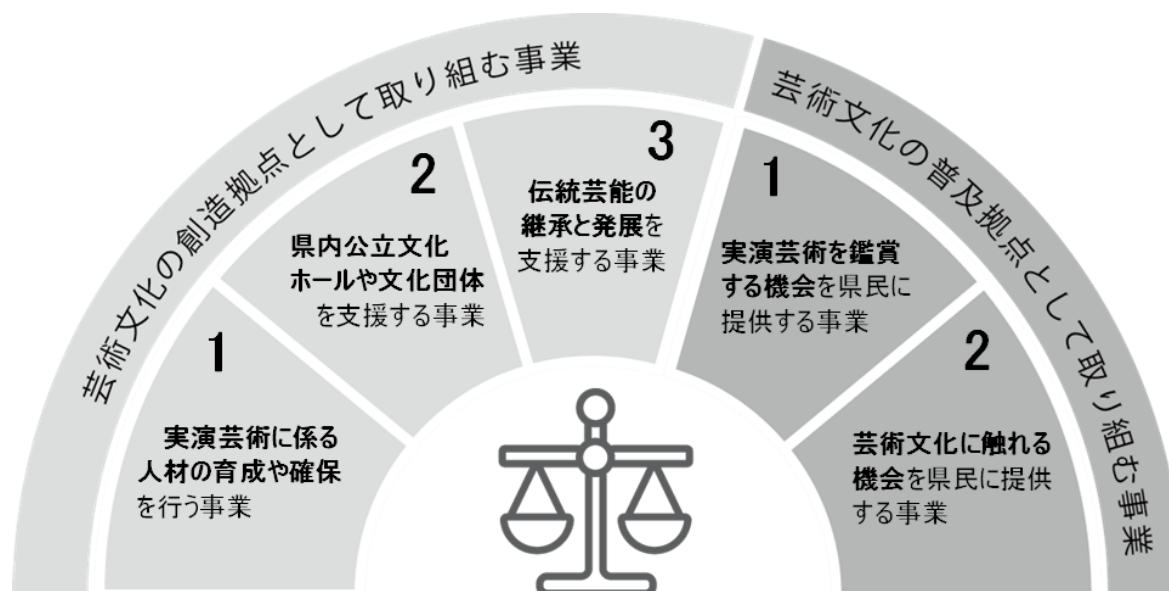 芸術文化の創造拠点として取り組む事業
1
実演芸術に係る
人材の育成や確保
を行う事業
2
県内公立文化
ホールや文化団体
を支援する事業
3
伝統芸能の
継承と発展を
支援する事業
芸術文化の普及拠点として取り組む事業
1
実演芸術を鑑賞
する機会を県民に
提供する事業
2
芸術文化に触れる
機会を県民に提供
する事業